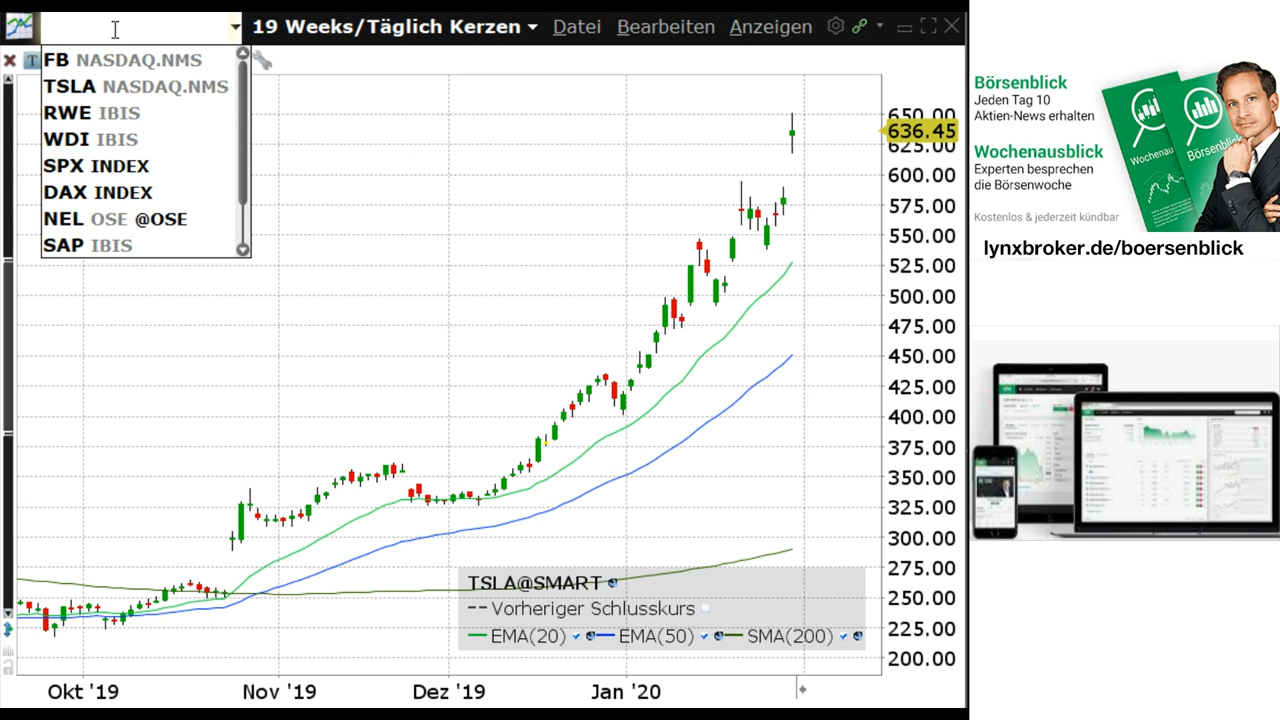 19 Weeks/Täglich Kerzen
Datei
Bearbeiten
Anzeigen
T
FB NASDAQ.NMS
TSLA NASDAQ.NMS
RWE IBIS
WDI IBIS
SPX INDEX
DAX INDEX
NEL OSE @OSE
SAP IBIS
650.00
636.45
625.00
600.00
575.00
550.00
525.00
500.00
475.00
450.00
425.00
400.00
375.00
350.00
325.00
300.00
275.00
250.00
225.00
200.00
TSLA@SMART
Vorheriger Schlusskurs
EMA(20)
EMA(50)
SMA(200)
Okt '19
Nov '19
Dez '19
Jan '20
Börsenblick
Jeden Tag 10
Aktien-News erhalten
Wochenausblick
Experten besprechen
die Börsenwoche
Kostenlos & jederzeit kündbar
Wochenau
Börsenblick
lynxbroker.de/boersenblick